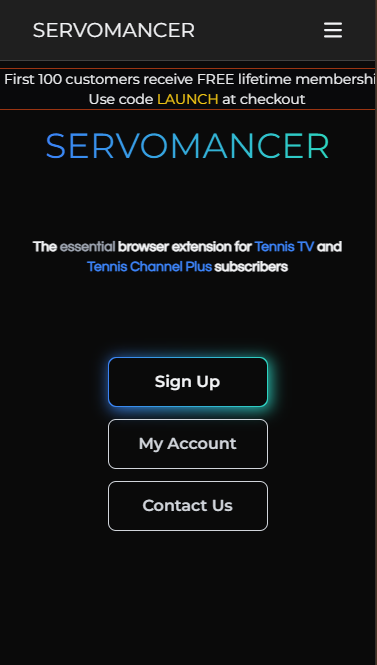 SERVOMANCER
First 100 customers receive FREE lifetime membershi
Use code LAUNCH at checkout
SERVOMANCER
The essential browser extension for Tennis TV and
Tennis Channel Plus subscribers
Sign Up
My Account
Contact Us